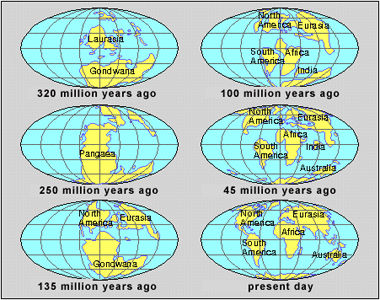 Laurasia
Gondwana
320 million years ago
Pangaea
250 million years ago
North
America
Eurasia
Gondwana
135 million years ago
North
America
Eurasia
South
America
Africa
India
100 million years ago
North
America
Eurasia
Africa
South
America
India
Australia
45 million years ago
North
America
Eurasia
Africa
South
America
Australia
present day